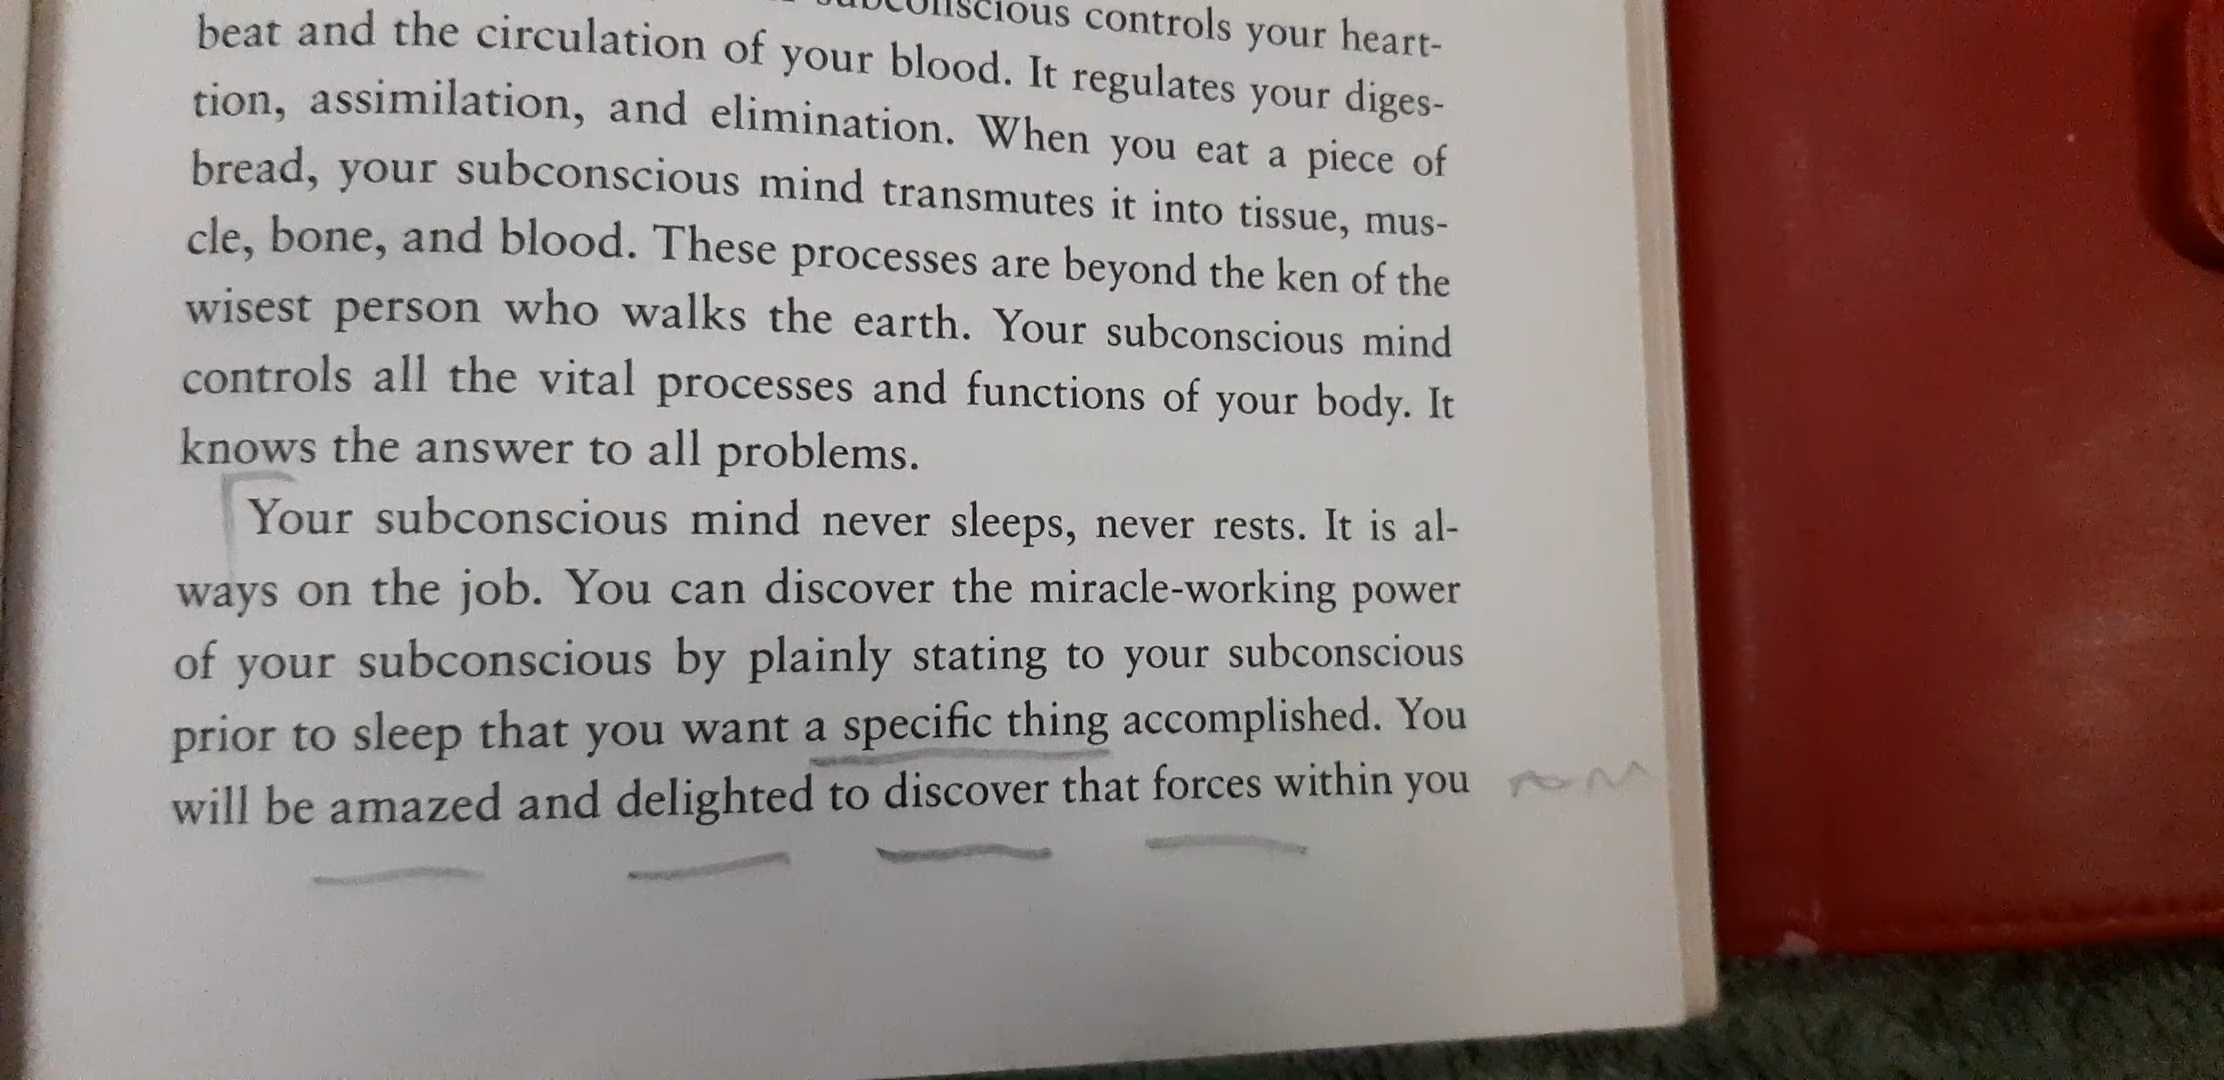 subconscious controls your heart-
beat and the circulation of your blood. It regulates your diges-
tion, assimilation, and elimination. When you eat a piece of
bread, your subconscious mind transmutes it into tissue, mus-
cle, bone, and blood. These processes are beyond the ken of the
wisest person who walks the earth. Your subconscious mind
controls all the vital processes and functions of your body. It
knows the answer to all problems.
Your subconscious mind never sleeps, never rests. It is al-
ways on the job. You can discover the miracle-working power
of your subconscious by plainly stating to your subconscious
prior to sleep that you want a specific thing accomplished. You
will be amazed and delighted to discover that forces within you